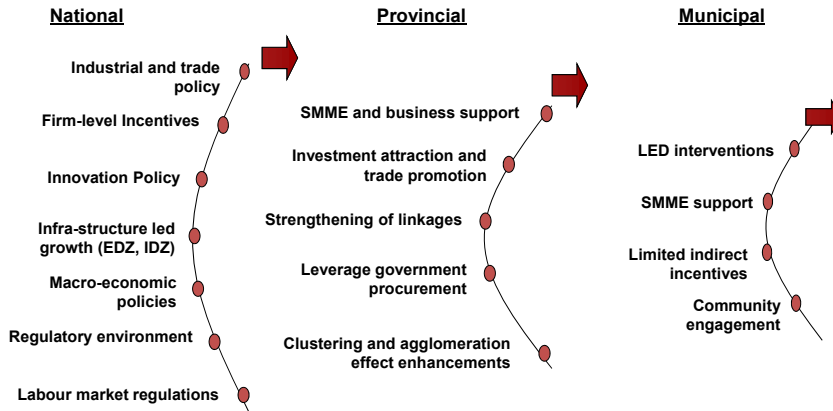 National
Industrial and trade
policy
Firm-level Incentives
Innovation Policy
Infra-structure led
growth (EDZ, IDZ)
Macro-economic
policies
Regulatory environment
Labour market regulations
Provincial
SMME and business support
Investment attraction and
trade promotion
Strengthening of linkages
Leverage government
procurement
Clustering and agglomeration
effect enhancements
Municipal
LED interventions
SMME support
Limited indirect
incentives
Community
engagement